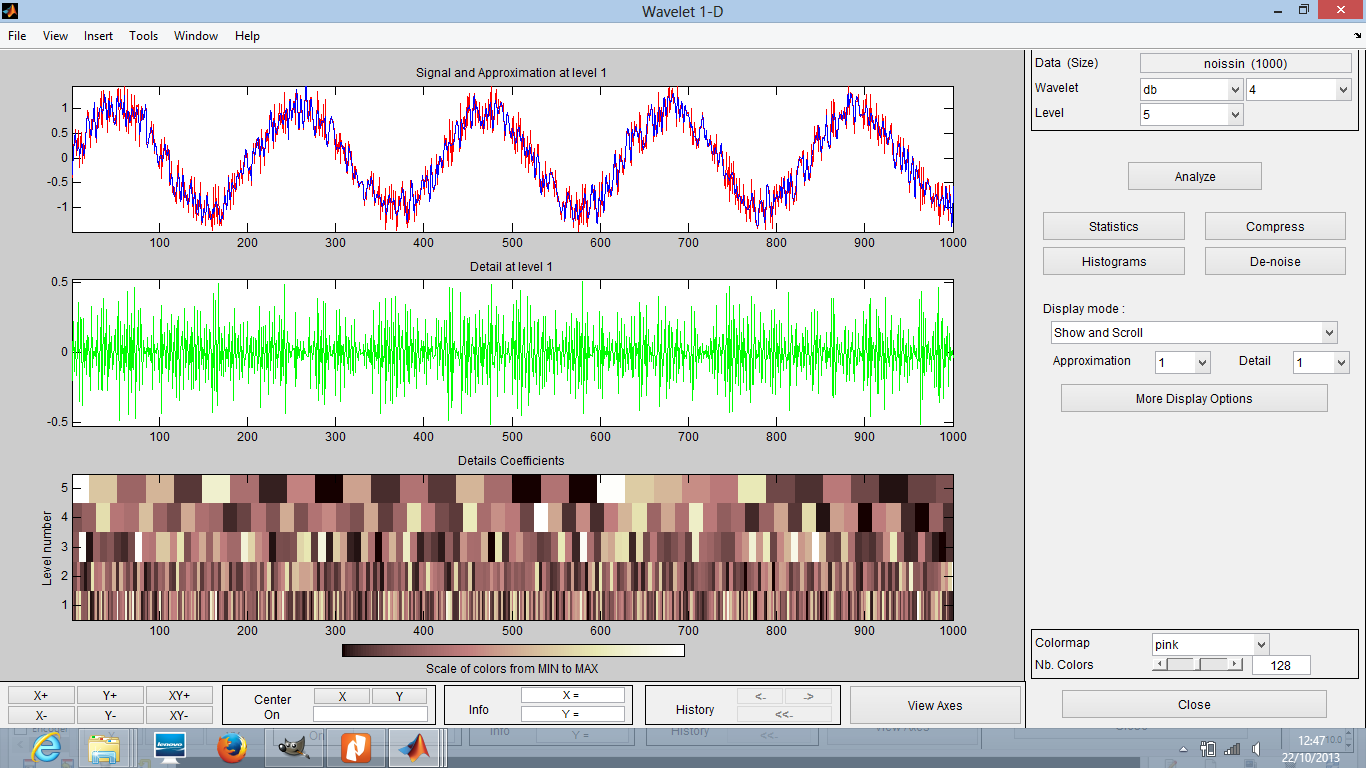 Wavelet 1-D
File View Insert Tools Window Help
Signal and Approximation at level 1
1
0.5
0
-0.5
-1
100 200 300 400 500 600 700 800 900 1000
Detail at level 1
0.5
0
-0.5
100 200 300 400 500 600 700 800 900 1000
Details Coefficients
Level number
5
4
3
2
1
100 200 300 400 500 600 700 800 900 1000
Scale of colors from MIN to MAX
Data (Size) noissin (1000)
Wavelet db 4
Level 5
Analyze
Statistics Compress
Histograms De-noise
Display mode :
Show and Scroll
Approximation 1 Detail 1
More Display Options
Colormap pink
Nb. Colors 128
Close
X+ Y+ XY+
X- Y- XY-
Center On X Y
Info X = Y =
History <- -> <<-
View Axes
lenovo
12:47
22/10/2013